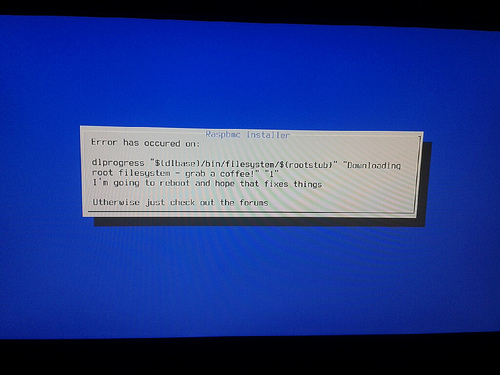 Raspbmc Installer
Error has occured on:
dlprogress "$(dlbase)/bin/filesystem/$(rootstub)" "Downloading
root filesystem - grab a coffee!" "1"
I'm going to reboot and hope that fixes things
Otherwise just check out the forums